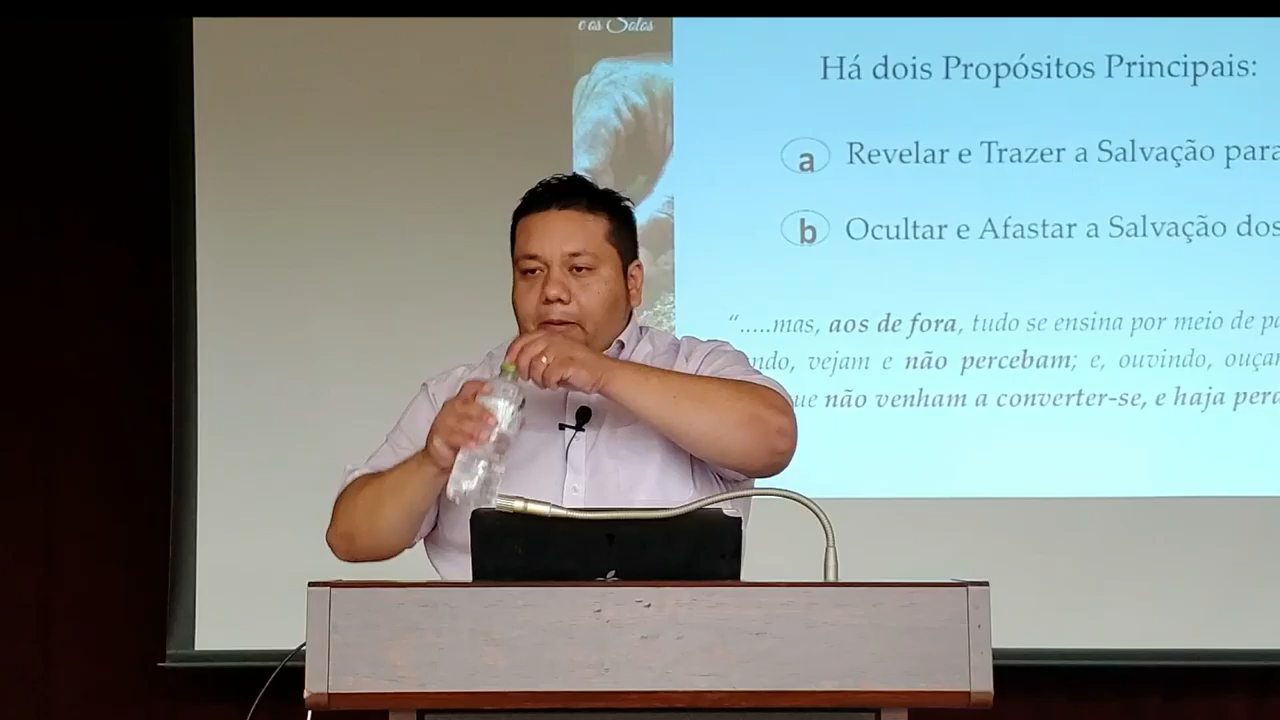 e as Solas
Há dois Propósitos Principais:
a Revelar e Trazer a Salvação para
b Ocultar e Afastar a Salvação dos
“.....mas, aos de fora, tudo se ensina por meio de
vejam e não percebam; e, ouvindo,
não venham a converter-se, e haja